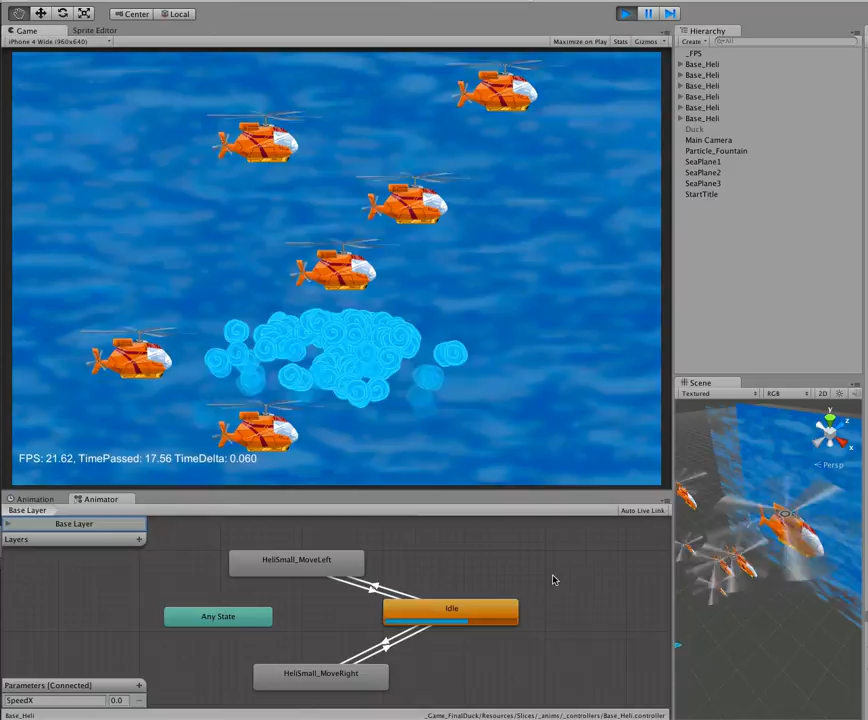 Center Local
Game Sprite Editor
iPhone 4 Wide (960x640) Maximize on Play Stats Gizmos
FPS: 21.62, TimePassed: 17.56 TimeDelta: 0.060
Hierarchy
Create All
_FPS
Base_Heli
Base_Heli
Base_Heli
Base_Heli
Base_Heli
Base_Heli
Duck
Main Camera
Particle_Fountain
SeaPlane1
SeaPlane2
SeaPlane3
StartTitle
Scene
Textured RGB 2D
y
z
x
Persp
Animation Animator
Base Layer Auto Live Link
Base Layer
Layers +
HeliSmall_MoveLeft
Idle
Any State
HeliSmall_MoveRight
Parameters [Connected] +
SpeedX 0.0
Base_Heli _Game_FinalDuck/Resources/Slices/_anims/_controllers/Base_Heli.controller